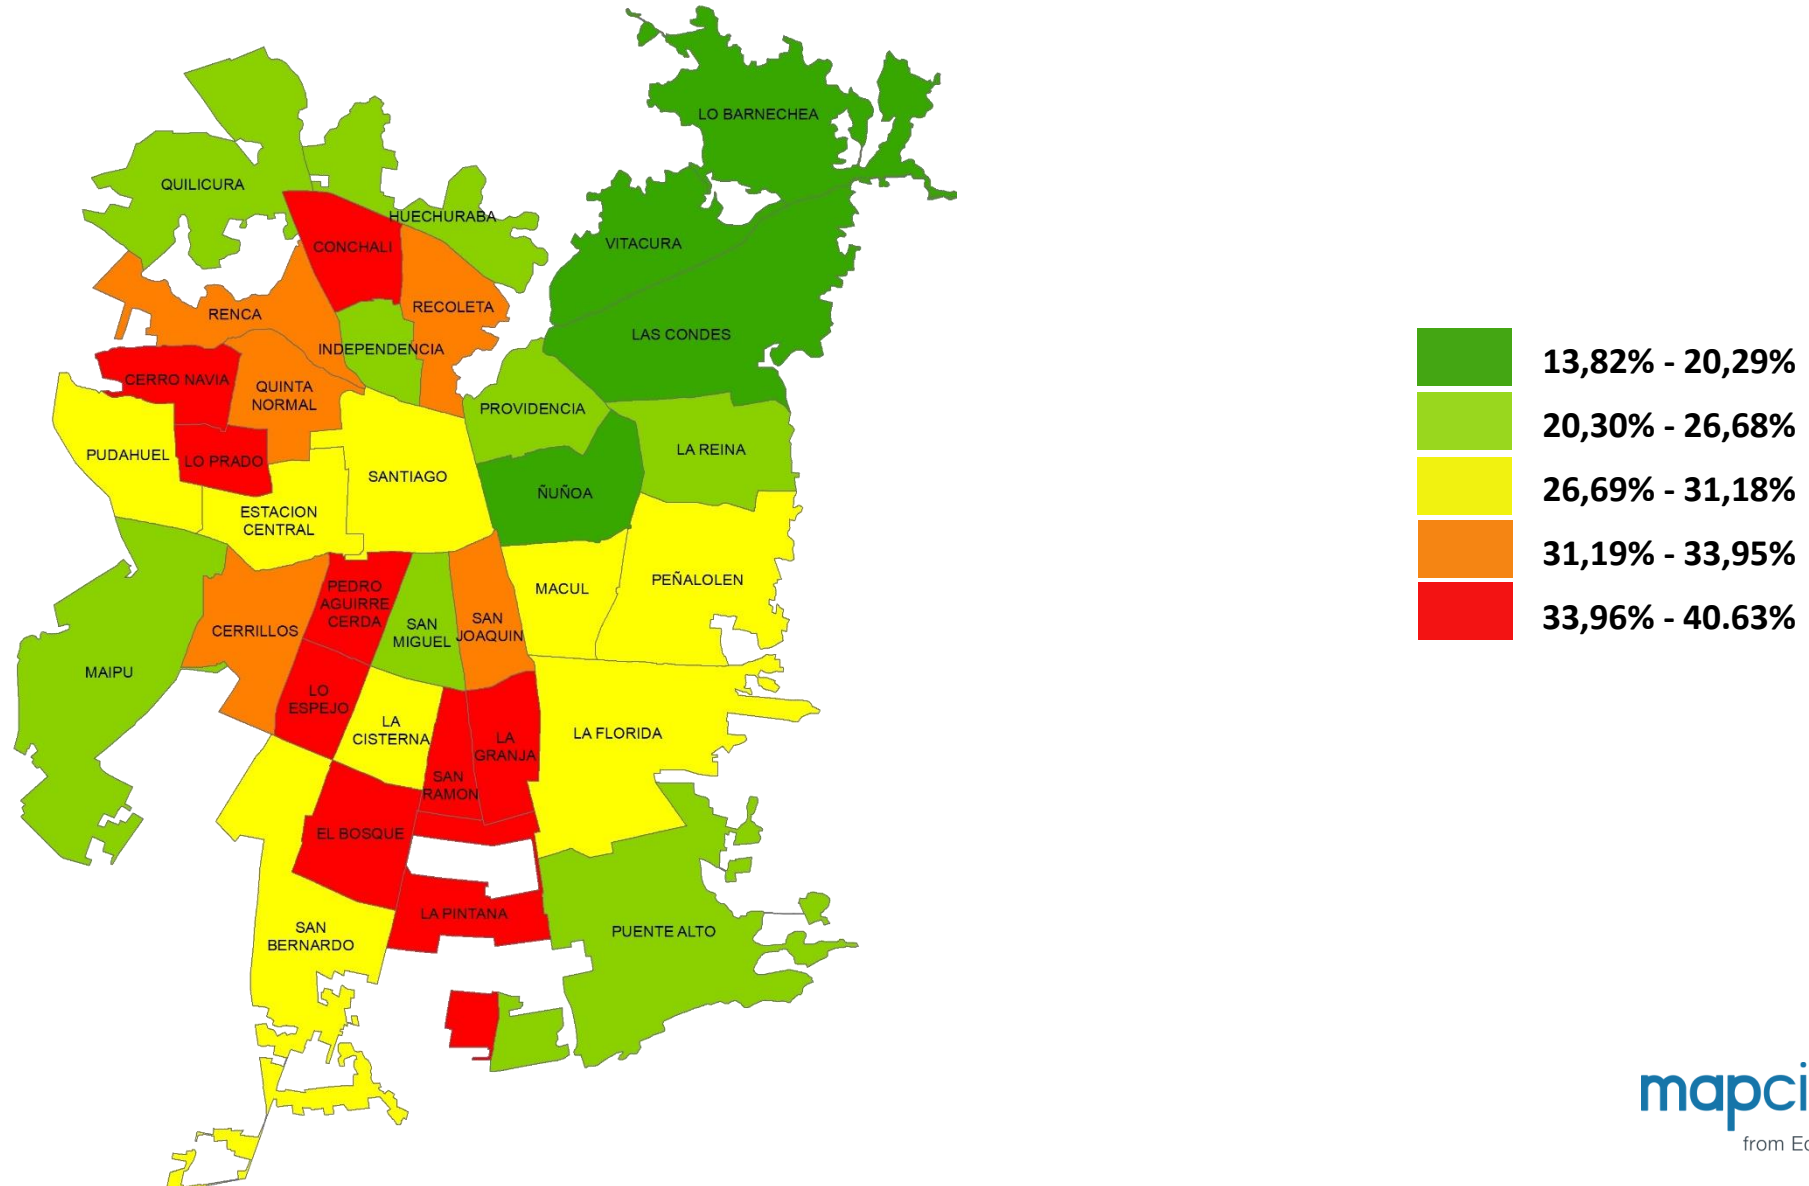 LO BARNECHEA
QUILICURA
HUECHURABA
CONCHALI
VITACURA
RECOLETA
RENCA
LAS CONDES
INDEPENDENCIA
CERRO NAVIA
QUINTA
NORMAL
PROVIDENCIA
PUDAHUEL
LO PRADO
SANTIAGO
LA REINA
ÑUÑOA
ESTACION
CENTRAL
PEDRO
AGUIRRE
CERDA
MACUL
PEÑALOLEN
CERRILLOS
SAN
MIGUEL
SAN
JOAQUIN
MAIPU
LO
ESPEJO
LA
CISTERNA
LA
GRANJA
LA FLORIDA
SAN
RAMON
EL BOSQUE
LA PINTANA
SAN
BERNARDO
PUENTE ALTO
13,82% - 20,29%
20,30% - 26,68%
26,69% - 31,18%
31,19% - 33,95%
33,96% - 40.63%
mapci
from Ec